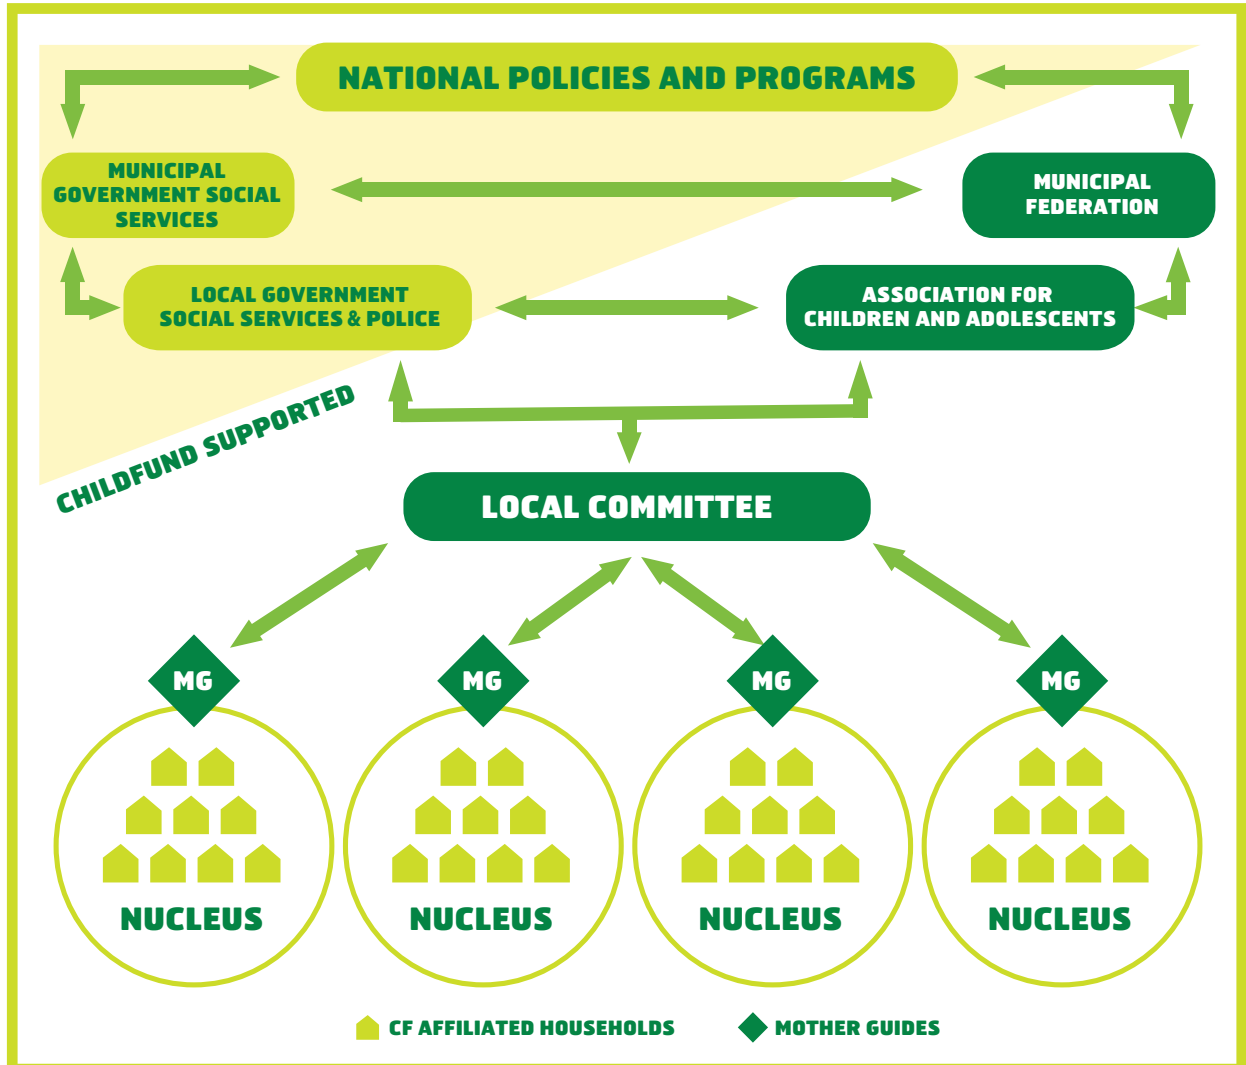 NATIONAL POLICIES AND PROGRAMS
MUNICIPAL
GOVERNMENT SOCIAL
SERVICES
MUNICIPAL
FEDERATION
LOCAL GOVERNMENT
SOCIAL SERVICES & POLICE
ASSOCIATION FOR
CHILDREN AND ADOLESCENTS
CHILDFUND SUPPORTED
LOCAL COMMITTEE
MG
MG
MG
MG
NUCLEUS
NUCLEUS
NUCLEUS
NUCLEUS
CF AFFILIATED HOUSEHOLDS
MOTHER GUIDES